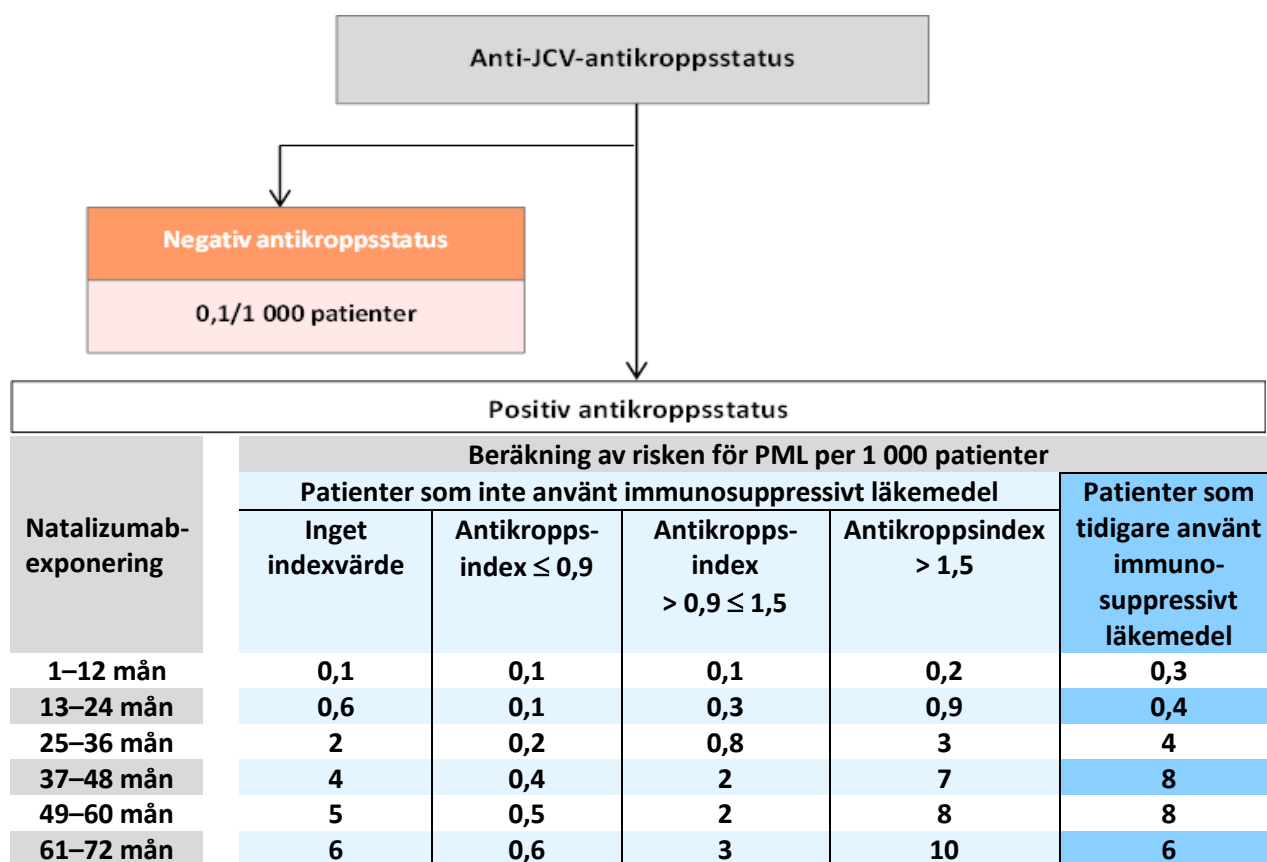 Anti-JCV-antikroppsstatus
Negativ antikroppsstatus
0,1/1 000 patienter
Positiv antikroppsstatus
Beräkning av risken för PML per 1 000 patienter
Natalizumab-
exponering
Patienter som inte använt immunosuppressivt läkemedel
Inget
indexvärde
Antikropps-
index ≤ 0,9
Antikropps-
index
> 0,9 ≤ 1,5
Antikroppsindex
> 1,5
Patienter som
tidigare använt
immuno-
suppressivt
läkemedel
1–12 mån 0,1 0,1 0,1 0,2 0,3
13–24 mån 0,6 0,1 0,3 0,9 0,4
25–36 mån 2 0,2 0,8 3 4
37–48 mån 4 0,4 2 7 8
49–60 mån 5 0,5 2 8 8
61–72 mån 6 0,6 3 10 6